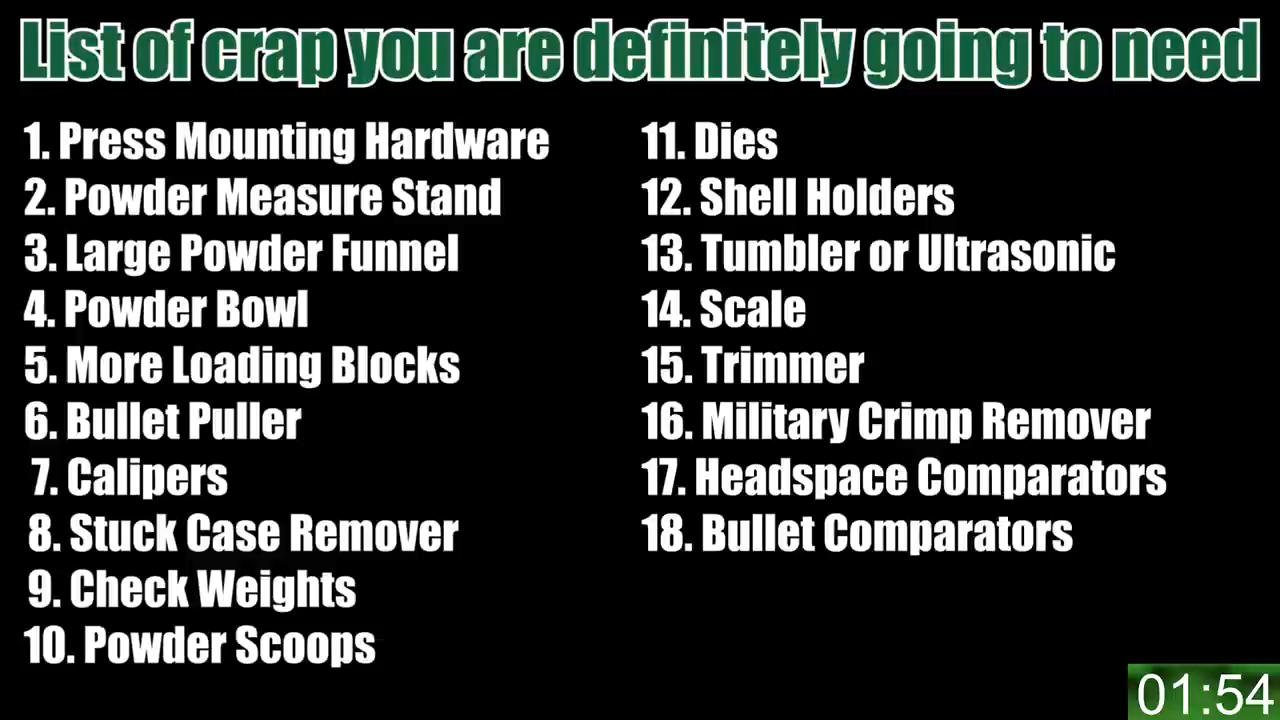 List of crap you are definitely going to need
1. Press Mounting Hardware
2. Powder Measure Stand
3. Large Powder Funnel
4. Powder Bowl
5. More Loading Blocks
6. Bullet Puller
7. Calipers
8. Stuck Case Remover
9. Check Weights
10. Powder Scoops
11. Dies
12. Shell Holders
13. Tumbler or Ultrasonic
14. Scale
15. Trimmer
16. Military Crimp Remover
17. Headspace Comparators
18. Bullet Comparators
01:54